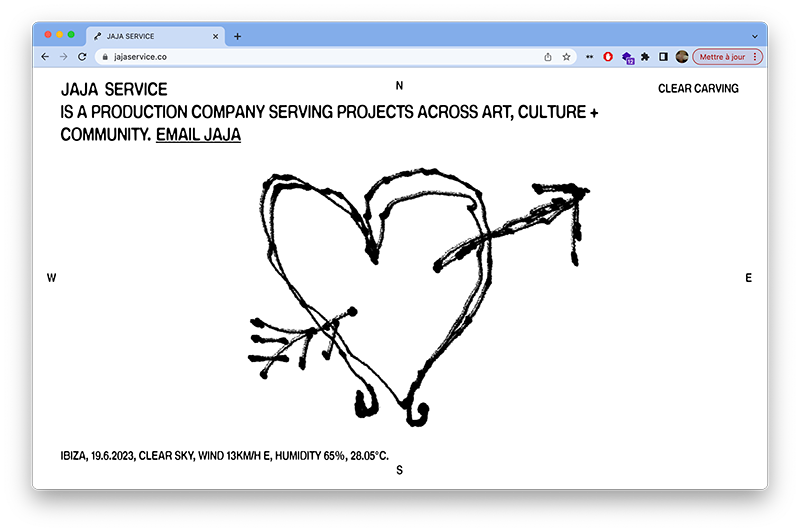 JAJA SERVICE
jajaservice.co
12
Mettre à jour
JAJA SERVICE
IS A PRODUCTION COMPANY SERVING PROJECTS ACROSS ART, CULTURE +
COMMUNITY. EMAIL JAJA
N
CLEAR CARVING
W
E
IBIZA, 19.6.2023, CLEAR SKY, WIND 13KM/H E, HUMIDITY 65%, 28.05°C.
S